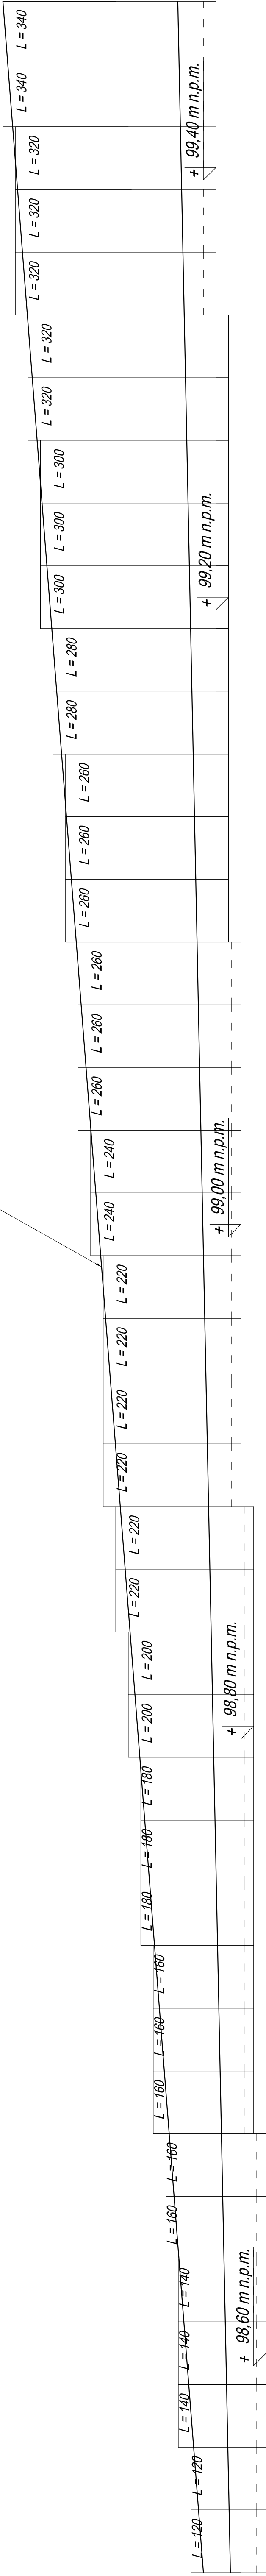 L = 120
L = 120
L = 140
L = 140
L = 140
L = 160
L = 160
L = 160
L = 160
L = 160
L = 180
L = 180
L = 180
L = 200
L = 200
L = 220
L = 220
L = 220
L = 220
L = 220
L = 220
L = 240
L = 240
L = 260
L = 260
L = 260
L = 260
L = 260
L = 260
L = 280
L = 280
L = 300
L = 300
L = 300
L = 320
L = 320
L = 320
L = 320
L = 320
L = 340
L = 340
+ 98,60 m n.p.m.
+ 98,80 m n.p.m.
+ 99,00 m n.p.m.
+ 99,20 m n.p.m.
+ 99,40 m n.p.m.